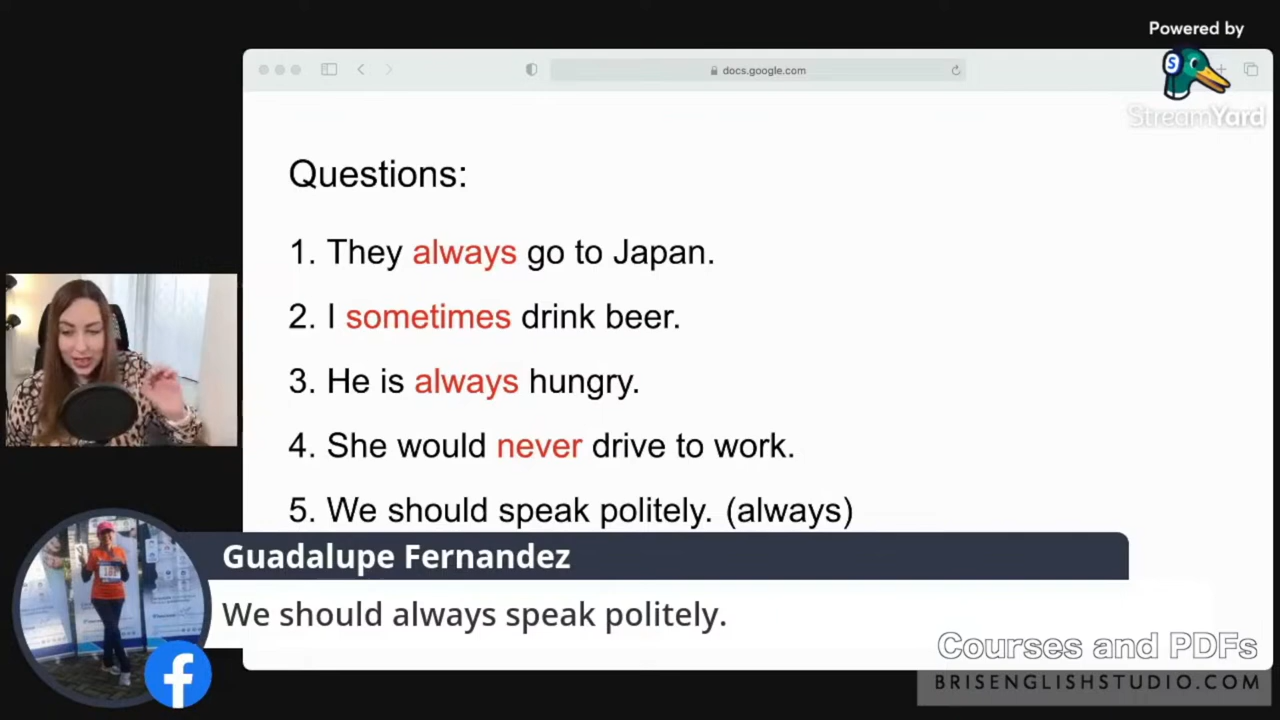 Powered by
StreamYard
docs.google.com
Questions:
1. They always go to Japan.
2. I sometimes drink beer.
3. He is always hungry.
4. She would never drive to work.
5. We should speak politely. (always)
Guadalupe Fernandez
We should always speak politely.
Courses and PDFs
BRISENGLISHSTUDIO.COM